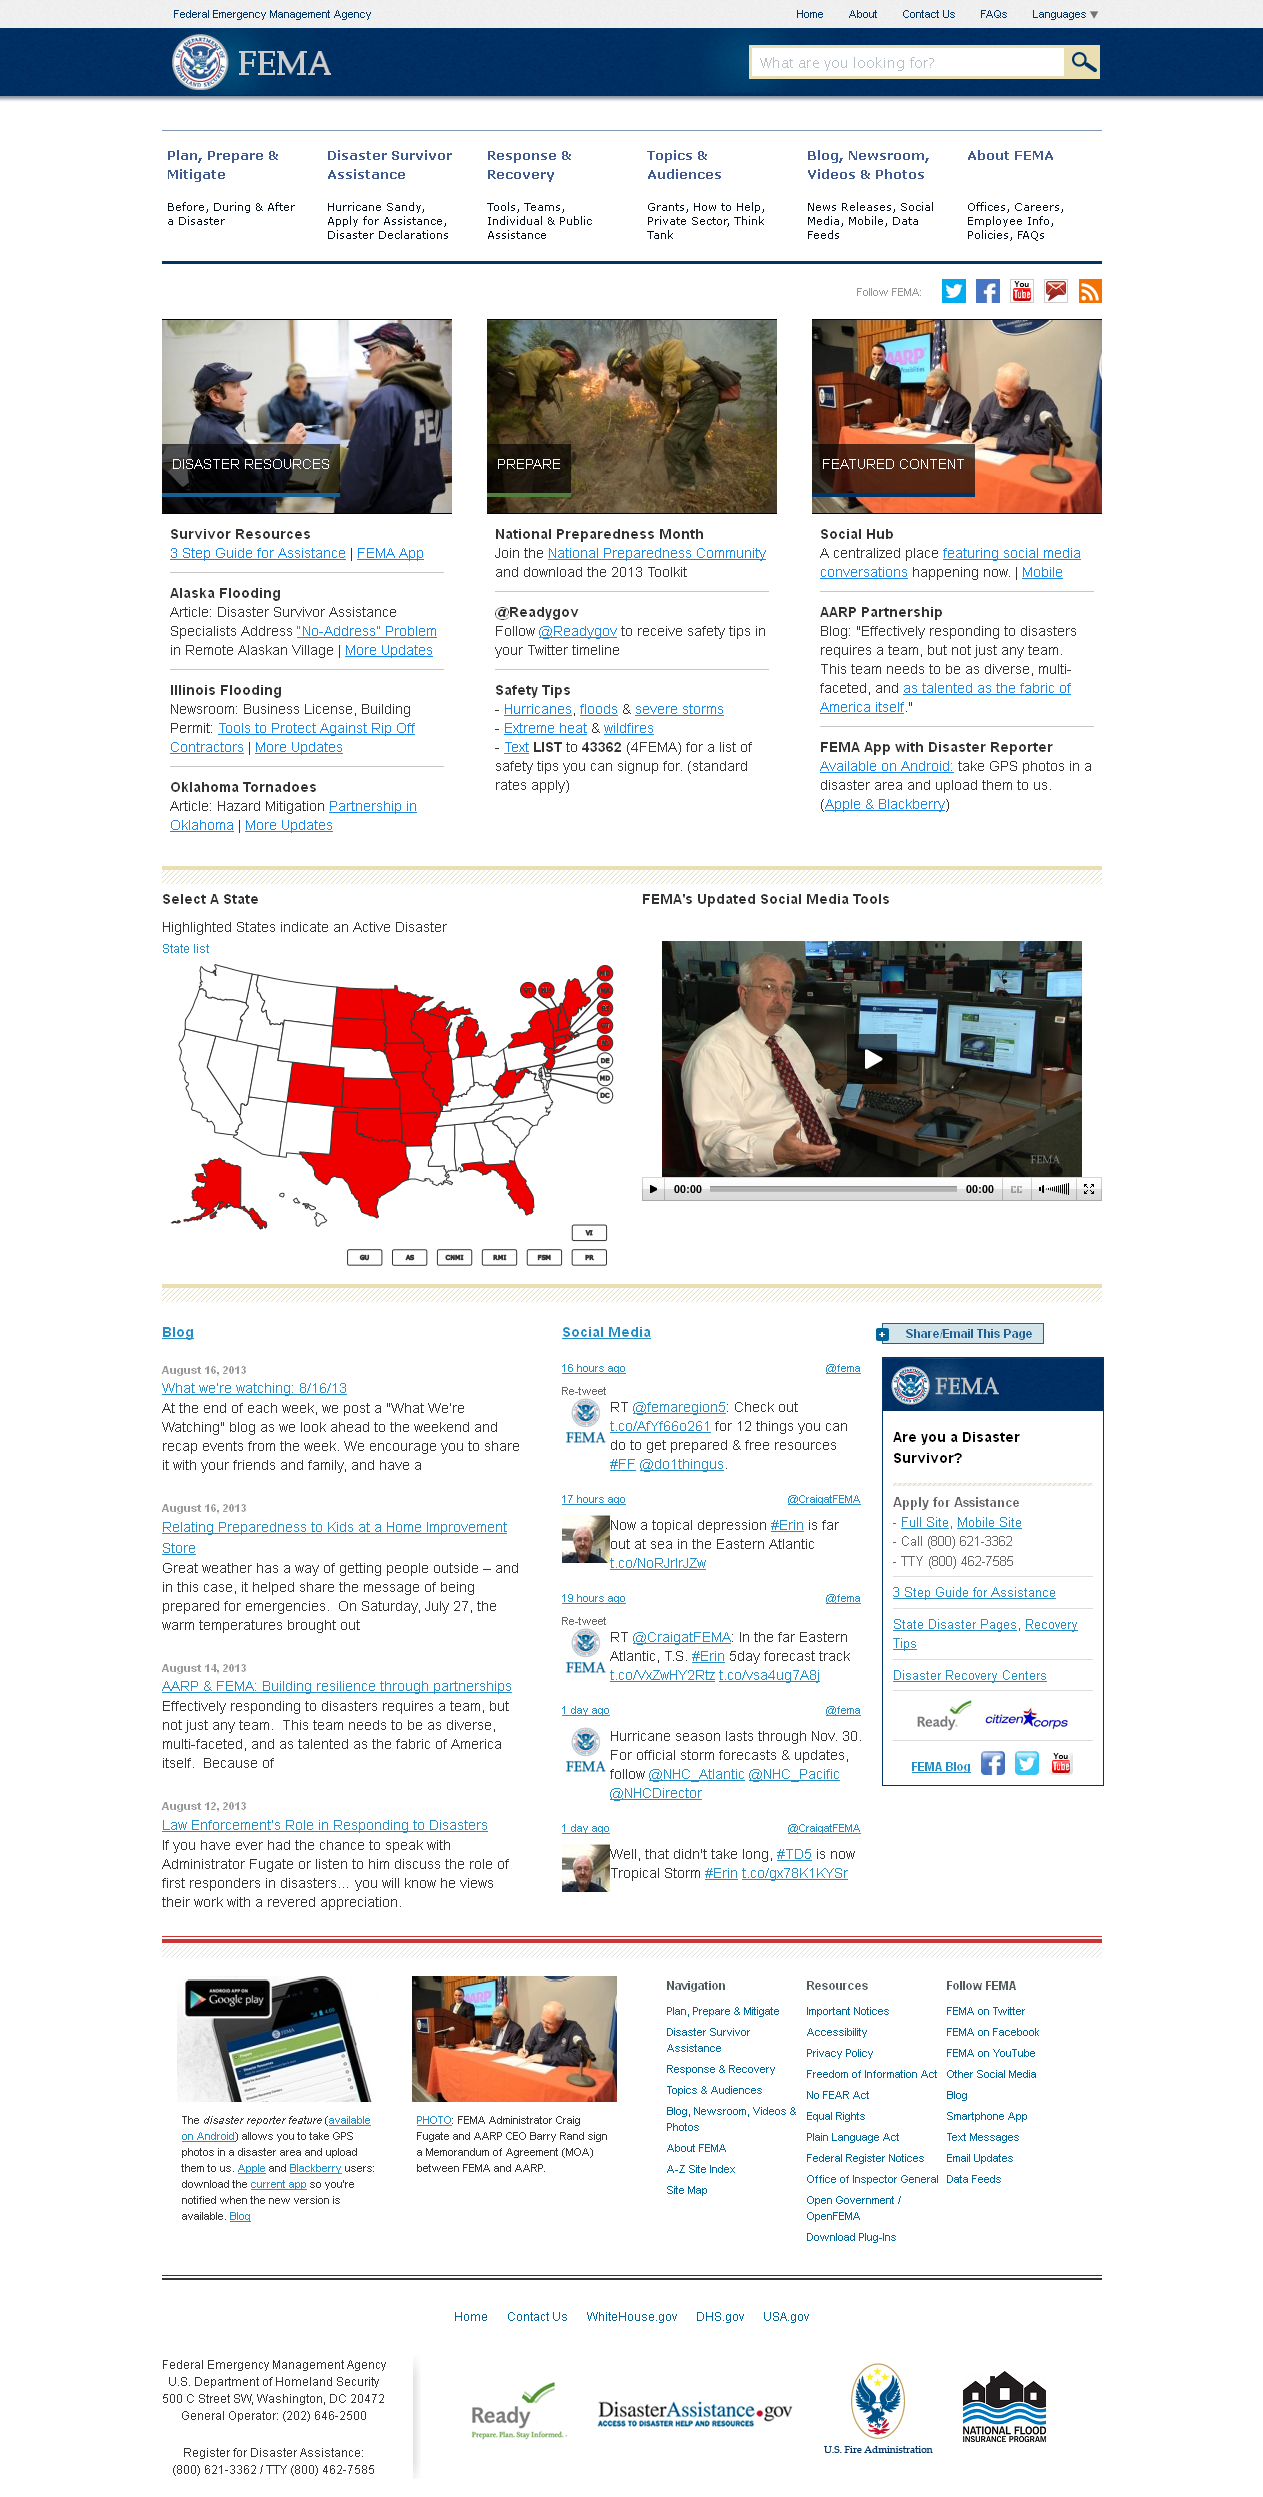 Federal Emergency Management Agency
Home About Contact Us FAQs Languages
FEMA
What are you looking for?
Plan, Prepare &
Mitigate
Before, During & After
a Disaster
Disaster Survivor
Assistance
Hurricane Sandy,
Apply for Assistance,
Disaster Declarations
Response &
Recovery
Tools, Teams,
Individual & Public
Assistance
Topics &
Audiences
Grants, How to Help,
Private Sector, Think
Tank
Blog, Newsroom,
Videos & Photos
News Releases, Social
Media, Mobile, Data
Feeds
About FEMA
Offices, Careers,
Employee Info,
Policies, FAQs
Follow FEMA:
You
Tube
FEMA
DISASTER RESOURCES
Survivor Resources
3 Step Guide for Assistance | FEMA App
Alaska Flooding
Article: Disaster Survivor Assistance
Specialists Address "No-Address" Problem
in Remote Alaskan Village | More Updates
Illinois Flooding
Newsroom: Business License, Building
Permit: Tools to Protect Against Rip Off
Contractors | More Updates
Oklahoma Tornadoes
Article: Hazard Mitigation Partnership in
Oklahoma | More Updates
PREPARE
National Preparedness Month
Join the National Preparedness Community
and download the 2013 Toolkit
@Readygov
Follow @Readygov to receive safety tips in
your Twitter timeline
Safety Tips
- Hurricanes, floods & severe storms
- Extreme heat & wildfires
- Text LIST to 43362 (4FEMA) for a list of
safety tips you can signup for. (standard
rates apply)
AARP
FEATURED CONTENT
Social Hub
A centralized place featuring social media
conversations happening now. | Mobile
AARP Partnership
Blog: "Effectively responding to disasters
requires a team, but not just any team.
This team needs to be as diverse, multi-
faceted, and as talented as the fabric of
America itself."
FEMA App with Disaster Reporter
Available on Android: take GPS photos in a
disaster area and upload them to us.
(Apple & Blackberry)
Select A State
Highlighted States indicate an Active Disaster
State list
DE
MD
DC
VI
GU AS CNMI RMI FSM PR
FEMA's Updated Social Media Tools
FEMA
00:00 00:00 CC
Blog
August 16, 2013
What we're watching: 8/16/13
At the end of each week, we post a "What We're
Watching" blog as we look ahead to the weekend and
recap events from the week. We encourage you to share
it with your friends and family, and have a
August 16, 2013
Relating Preparedness to Kids at a Home Improvement
Store
Great weather has a way of getting people outside – and
in this case, it helped share the message of being
prepared for emergencies. On Saturday, July 27, the
warm temperatures brought out
August 14, 2013
AARP & FEMA: Building resilience through partnerships
Effectively responding to disasters requires a team, but
not just any team. This team needs to be as diverse,
multi-faceted, and as talented as the fabric of America
itself. Because of
August 12, 2013
Law Enforcement's Role in Responding to Disasters
If you have ever had the chance to speak with
Administrator Fugate or listen to him discuss the role of
first responders in disasters... you will know he views
their work with a revered appreciation.
Social Media
16 hours ago @fema
Re-tweet
FEMA
RT @femaregion5: Check out
t.co/AfYf66o261 for 12 things you can
do to get prepared & free resources
#FF @do1thingus.
17 hours ago @CraigatFEMA
Now a topical depression #Erin is far
out at sea in the Eastern Atlantic
t.co/NoRJrIrJZw
19 hours ago @fema
Re-tweet
FEMA
RT @CraigatFEMA: In the far Eastern
Atlantic, T.S. #Erin 5day forecast track
t.co/VxZwHY2Rtz t.co/vsa4ug7A8j
1 day ago @fema
FEMA
Hurricane season lasts through Nov. 30.
For official storm forecasts & updates,
follow @NHC_Atlantic @NHC_Pacific
@NHCDirector
1 day ago @CraigatFEMA
Well, that didn't take long, #TD5 is now
Tropical Storm #Erin t.co/gx78K1KYSr
Share/Email This Page
FEMA
Are you a Disaster
Survivor?
Apply for Assistance
- Full Site, Mobile Site
- Call (800) 621-3362
- TTY (800) 462-7585
3 Step Guide for Assistance
State Disaster Pages, Recovery
Tips
Disaster Recovery Centers
Ready. citizen corps
FEMA Blog
You
Tube
ANDROID APP ON
Google play
FEMA
The disaster reporter feature (available
on Android) allows you to take GPS
photos in a disaster area and upload
them to us. Apple and Blackberry users:
download the current app so you're
notified when the new version is
available. Blog
AARP
PHOTO: FEMA Administrator Craig
Fugate and AARP CEO Barry Rand sign
a Memorandum of Agreement (MOA)
between FEMA and AARP.
Navigation
Plan, Prepare & Mitigate
Disaster Survivor
Assistance
Response & Recovery
Topics & Audiences
Blog, Newsroom, Videos &
Photos
About FEMA
A-Z Site Index
Site Map
Resources
Important Notices
Accessibility
Privacy Policy
Freedom of Information Act
No FEAR Act
Equal Rights
Plain Language Act
Federal Register Notices
Office of Inspector General
Open Government /
OpenFEMA
Download Plug-Ins
Follow FEMA
FEMA on Twitter
FEMA on Facebook
FEMA on YouTube
Other Social Media
Blog
Smartphone App
Text Messages
Email Updates
Data Feeds
Home Contact Us WhiteHouse.gov DHS.gov USA.gov
Federal Emergency Management Agency
U.S. Department of Homeland Security
500 C Street SW, Washington, DC 20472
General Operator: (202) 646-2500
Register for Disaster Assistance:
(800) 621-3362 / TTY (800) 462-7585
Ready
Prepare. Plan. Stay Informed.
DisasterAssistance.gov
ACCESS TO DISASTER HELP AND RESOURCES
U.S. Fire Administration
NATIONAL FLOOD
INSURANCE PROGRAM